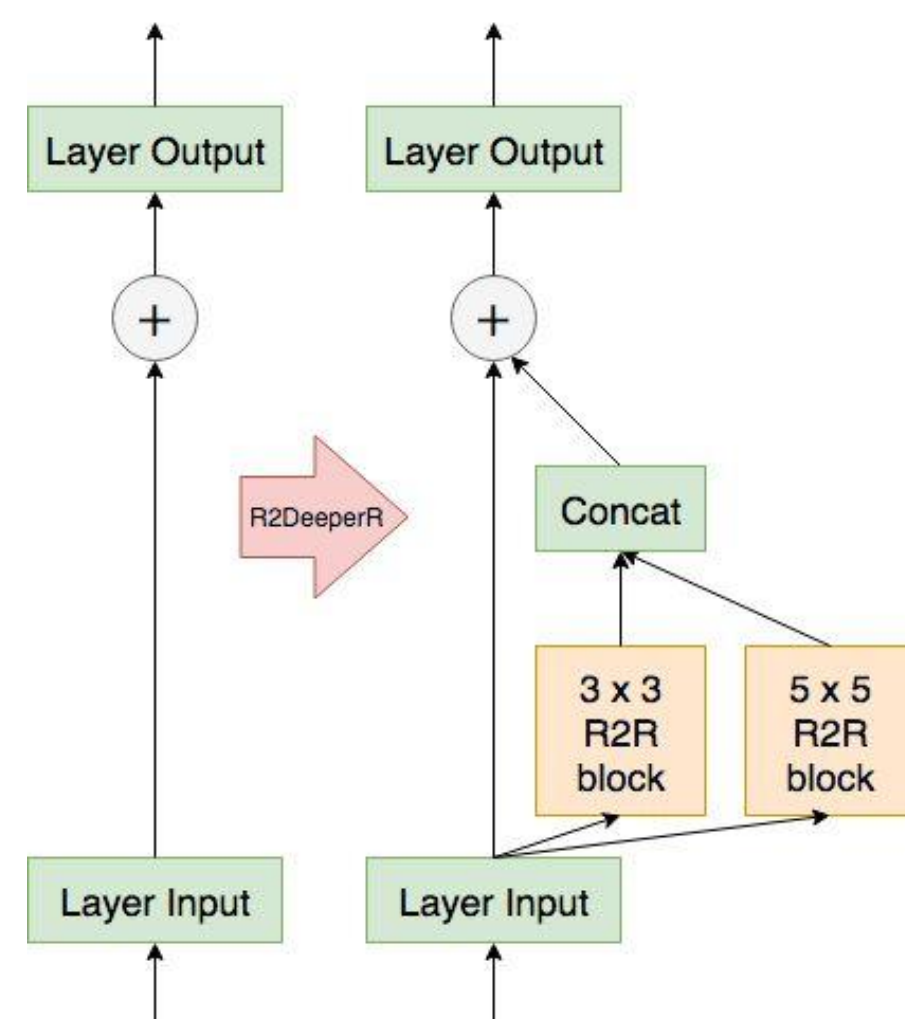 Layer Output
Layer Output
+
+
R2DeeperR
Concat
3 x 3
R2R
block
5 x 5
R2R
block
Layer Input
Layer Input